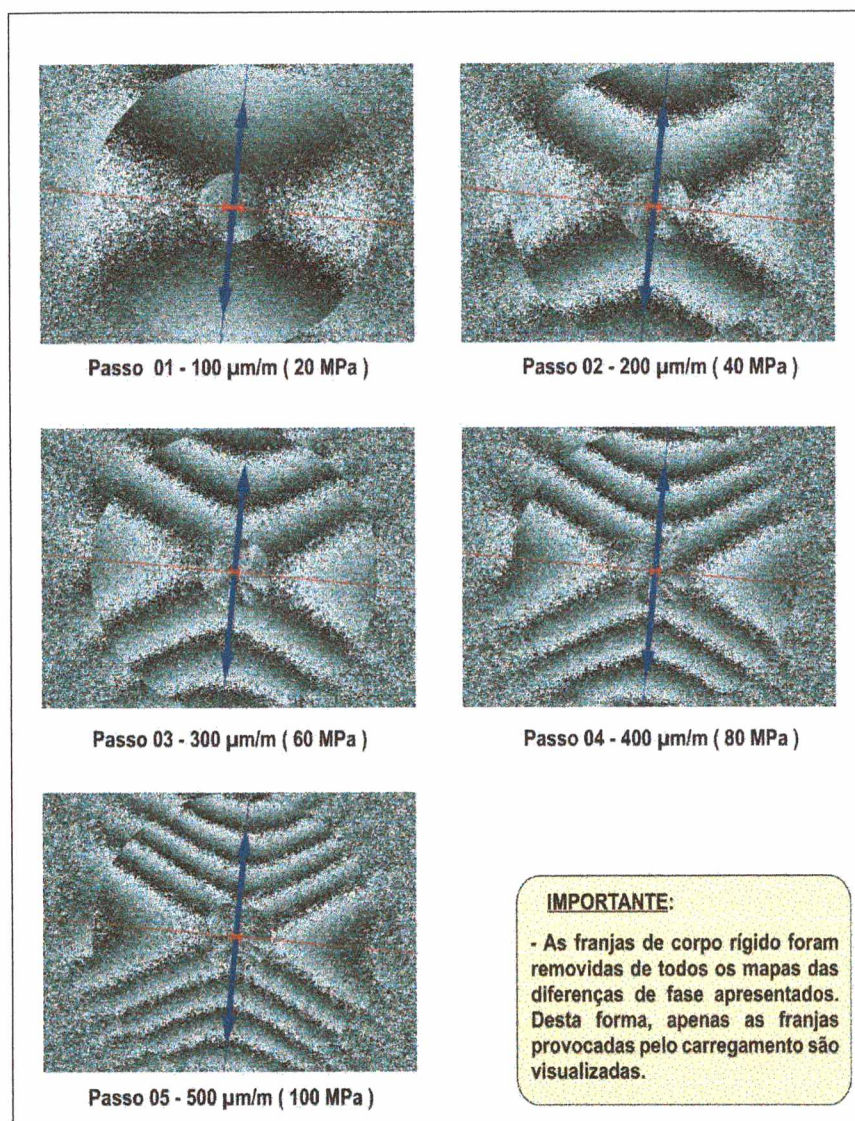 Passo 01 - 100 µm/m ( 20 MPa )
Passo 02 - 200 µm/m ( 40 MPa )
Passo 03 - 300 µm/m ( 60 MPa )
Passo 04 - 400 µm/m ( 80 MPa )
Passo 05 - 500 µm/m ( 100 MPa )
IMPORTANTE:
- As franjas de corpo rígido foram
removidas de todos os mapas das
diferenças de fase apresentados.
Desta forma, apenas as franjas
provocadas pelo carregamento são
visualizadas.